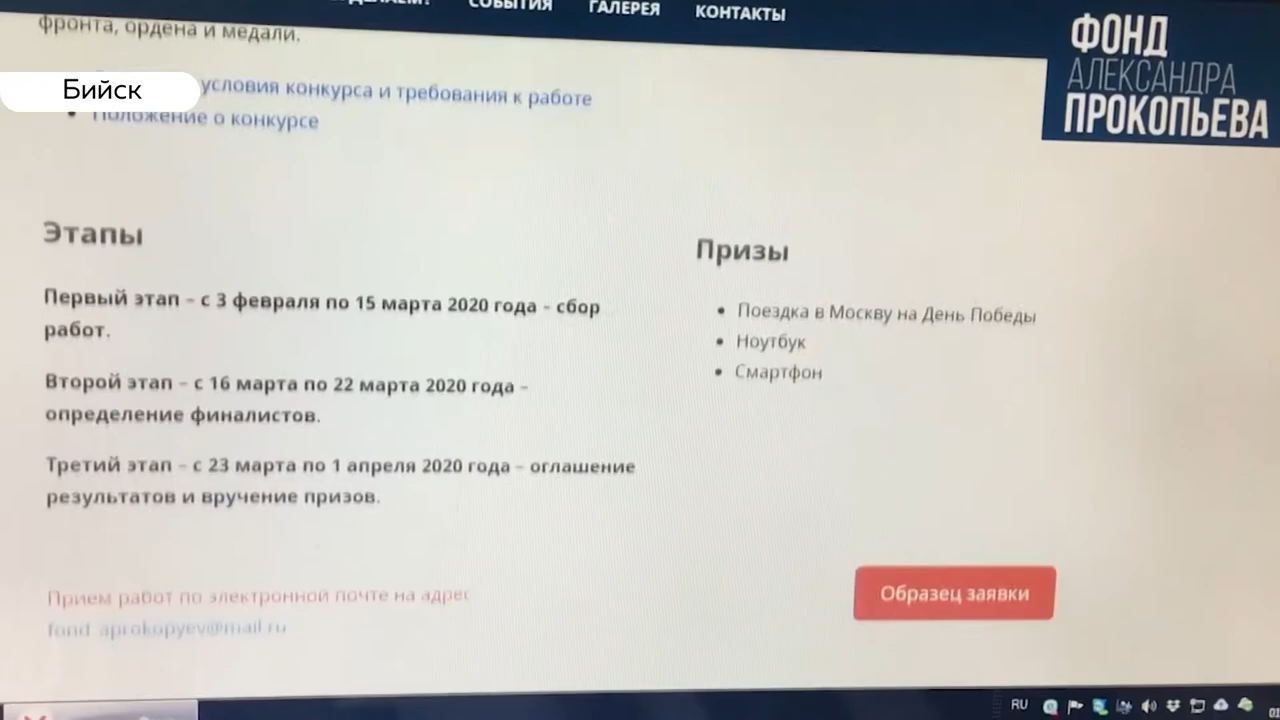 СОБЫТИЯ ГАЛЕРЕЯ КОНТАКТЫ
ФОНД
АЛЕКСАНДРА
ПРОКОПЬЕВА
фронта, ордена и медали.
Бийск
условия конкурса и требования к работе
Положение о конкурсе
Этапы
Первый этап – с 3 февраля по 15 марта 2020 года – сбор
работ.
Второй этап – с 16 марта по 22 марта 2020 года –
определение финалистов.
Третий этап – с 23 марта по 1 апреля 2020 года – оглашение
результатов и вручение призов.
Призы
Поездка в Москву на День Победы
Ноутбук
Смартфон
Прием работ по электронной почте на адрес
fond_aprokopyev@mail.ru
Образец заявки
RU